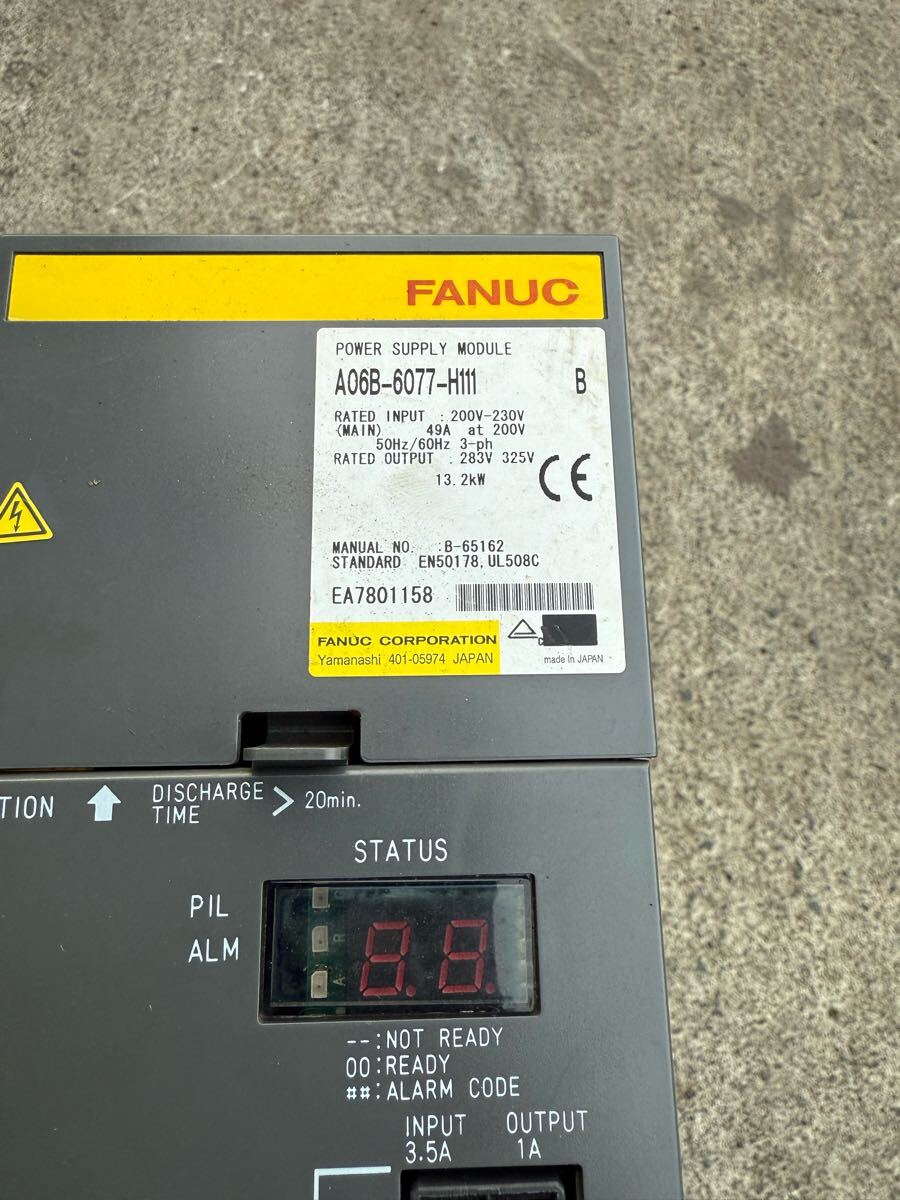 FANUC
POWER SUPPLY MODULE
A06B-6077-H111 B
RATED INPUT : 200V-230V
(MAIN) 49A at 200V
50Hz/60Hz 3-ph
RATED OUTPUT : 283V 325V
13.2kW
CE
MANUAL NO. :B-65162
STANDARD EN50178,UL508C
EA7801158
FANUC CORPORATION
Yamanashi 401-05974 JAPAN
made in JAPAN
TION DISCHARGE TIME > 20min.
STATUS
PIL
ALM
8.8.
--:NOT READY
00:READY
##:ALARM CODE
INPUT OUTPUT
3.5A 1A